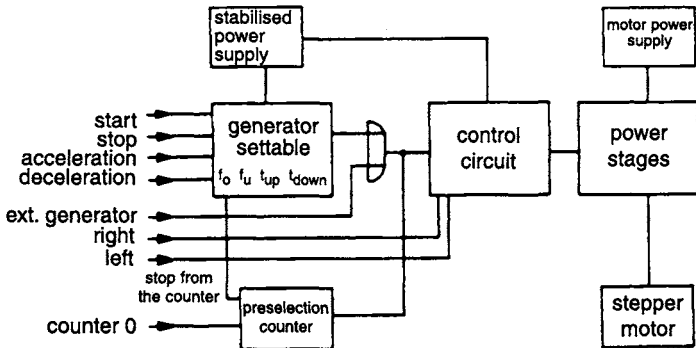 stabilised
power
supply
motor power
supply
start
stop
acceleration
deceleration
generator
settable
fo fu tup tdown
control
circuit
power
stages
ext. generator
right
left
stop from
the counter
counter 0
preselection
counter
stepper
motor